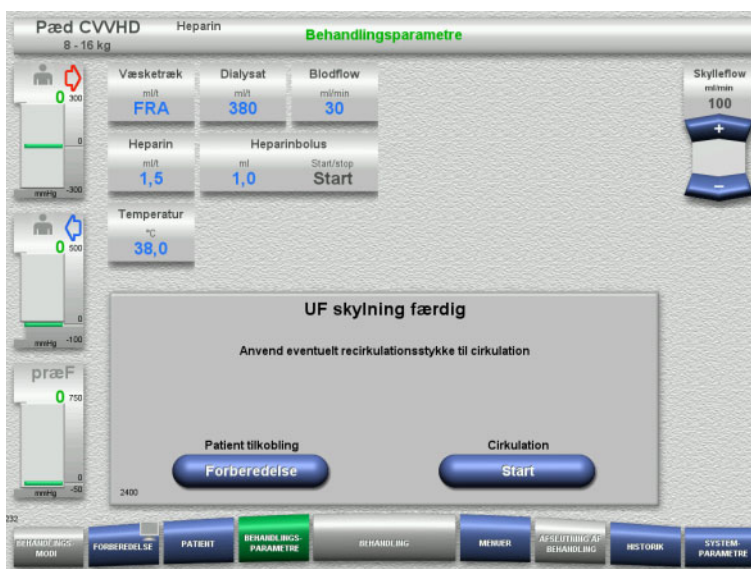 Pæd CVVHD Heparin
8 - 16 kg
Behandlingsparametre
0 300
0
mmHg -300
Væsketræk Dialysat Blodflow
ml/t ml/t ml/min
FRA 380 30
Skylleflow
ml/min
100
+
–
Heparin Heparinbolus
ml/t ml Start/stop
1,5 1,0 Start
Temperatur
°C
38,0
0 500
0
mmHg -100
præF
0 750
0
mmHg -50
UF skylning færdig
Anvend eventuelt recirkulationsstykke til cirkulation
Patient tilkobling Cirkulation
Forberedelse Start
2400
232
BEHANDLINGS-
MODI
FORBEREDELSE
PATIENT
BEHANDLINGS-
PARAMETRE
BEHANDLING
MENUER
AFSLUTNING AF
BEHANDLING
HISTORIK
SYSTEM-
PARAMETRE